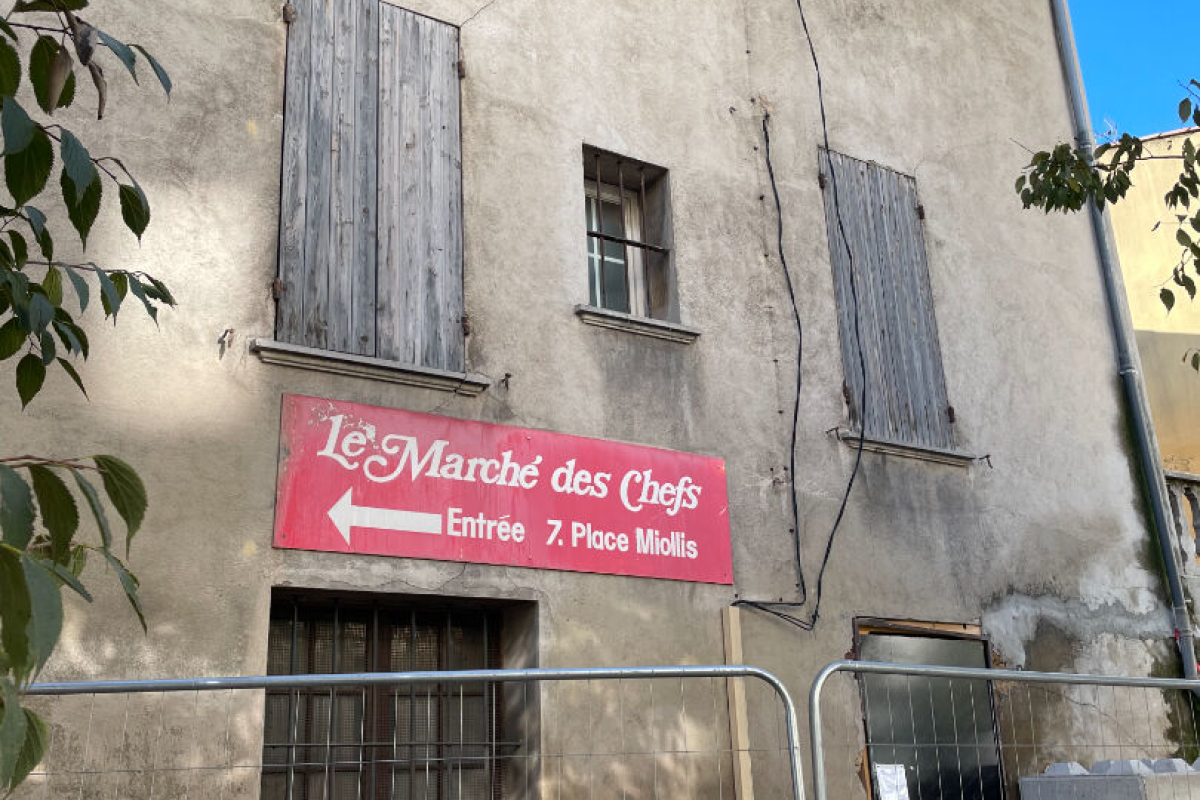 Le Marché des Chefs
Entrée 7. Place Miollis